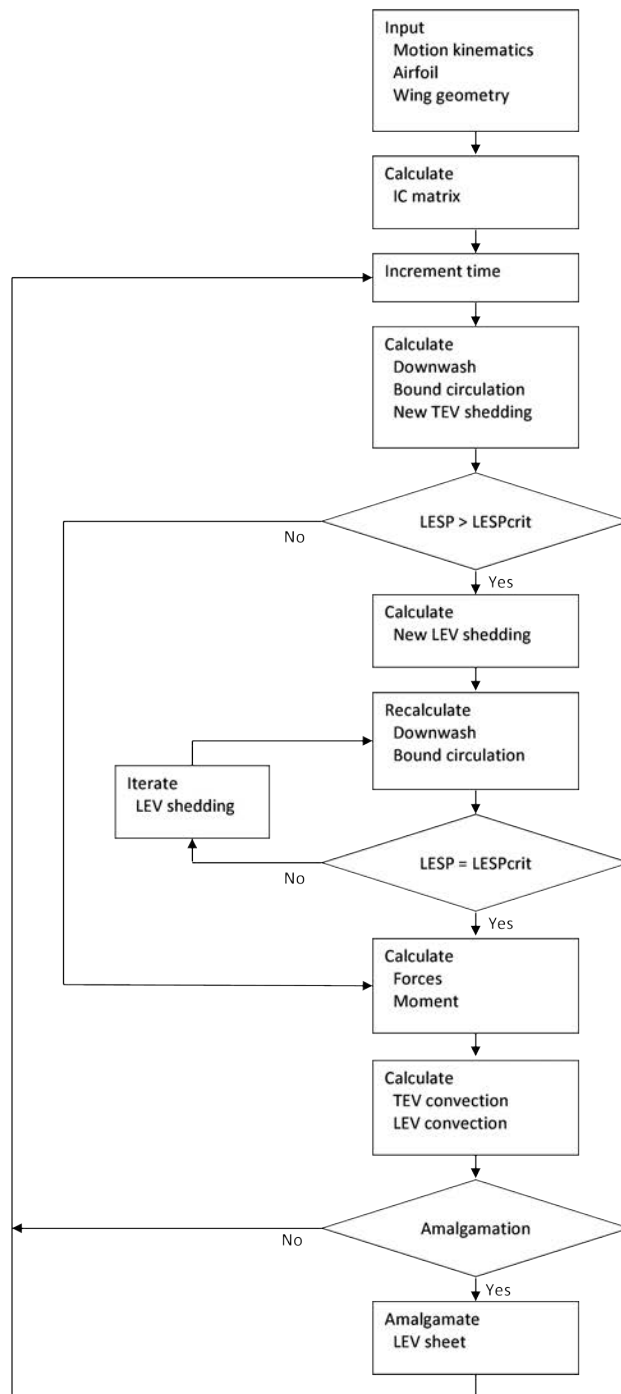 Input
Motion kinematics
Airfoil
Wing geometry
Calculate
IC matrix
Increment time
Calculate
Downwash
Bound circulation
New TEV shedding
LESP > LESPcrit
No
Yes
Calculate
New LEV shedding
Recalculate
Downwash
Bound circulation
Iterate
LEV shedding
LESP = LESPcrit
No
Yes
Calculate
Forces
Moment
Calculate
TEV convection
LEV convection
Amalgamation
No
Yes
Amalgamate
LEV sheet